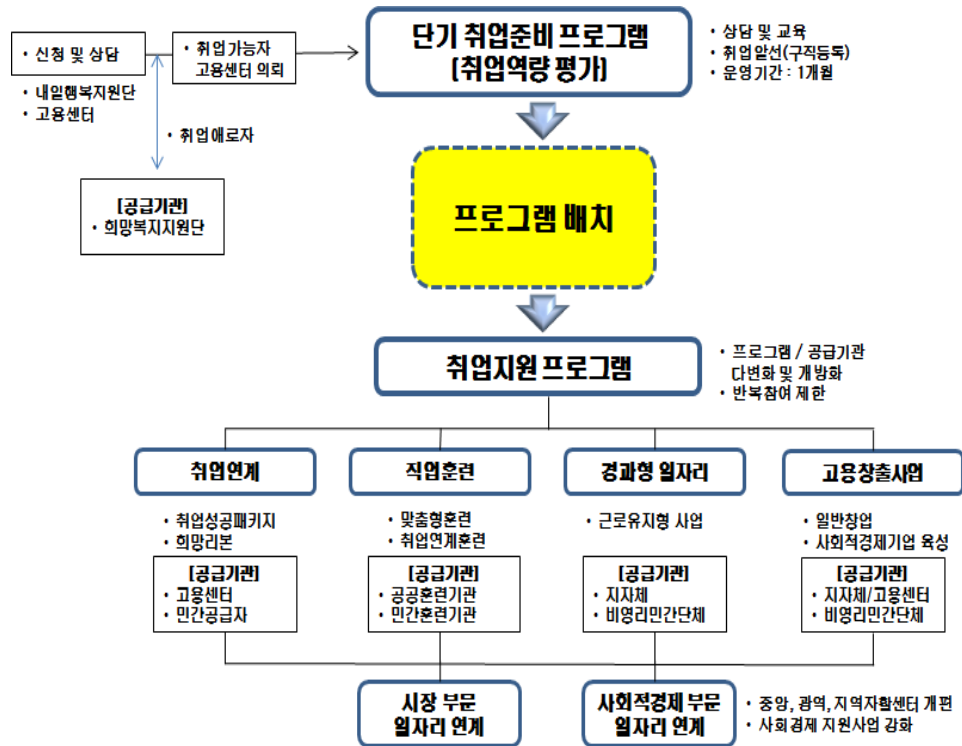 단기 취업준비 프로그램
(취업역량 평가)
• 상담 및 교육
• 취업알선(구직등록)
• 운영기간 : 1개월
• 신청 및 상담
• 취업가능자
고용센터 의뢰
• 내일행복지원단
• 고용센터
• 취업애로자
[공급기관]
• 희망복지지원단
프로그램 배치
취업지원 프로그램
• 프로그램 / 공급기관
다변화 및 개방화
• 반복참여 제한
취업연계
직업훈련
경과형 일자리
고용창출사업
• 취업성공패키지
• 희망리본
• 맞춤형훈련
• 취업연계훈련
• 근로유지형 사업
• 일반창업
• 사회적경제기업 육성
[공급기관]
• 고용센터
• 민간공급자
[공급기관]
• 공공훈련기관
• 민간훈련기관
[공급기관]
• 지자체
• 비영리민간단체
[공급기관]
• 지자체/고용센터
• 비영리민간단체
시장 부문
일자리 연계
사회적경제 부문
일자리 연계
• 중앙, 광역, 지역자활센터 개편
• 사회경제 지원사업 강화